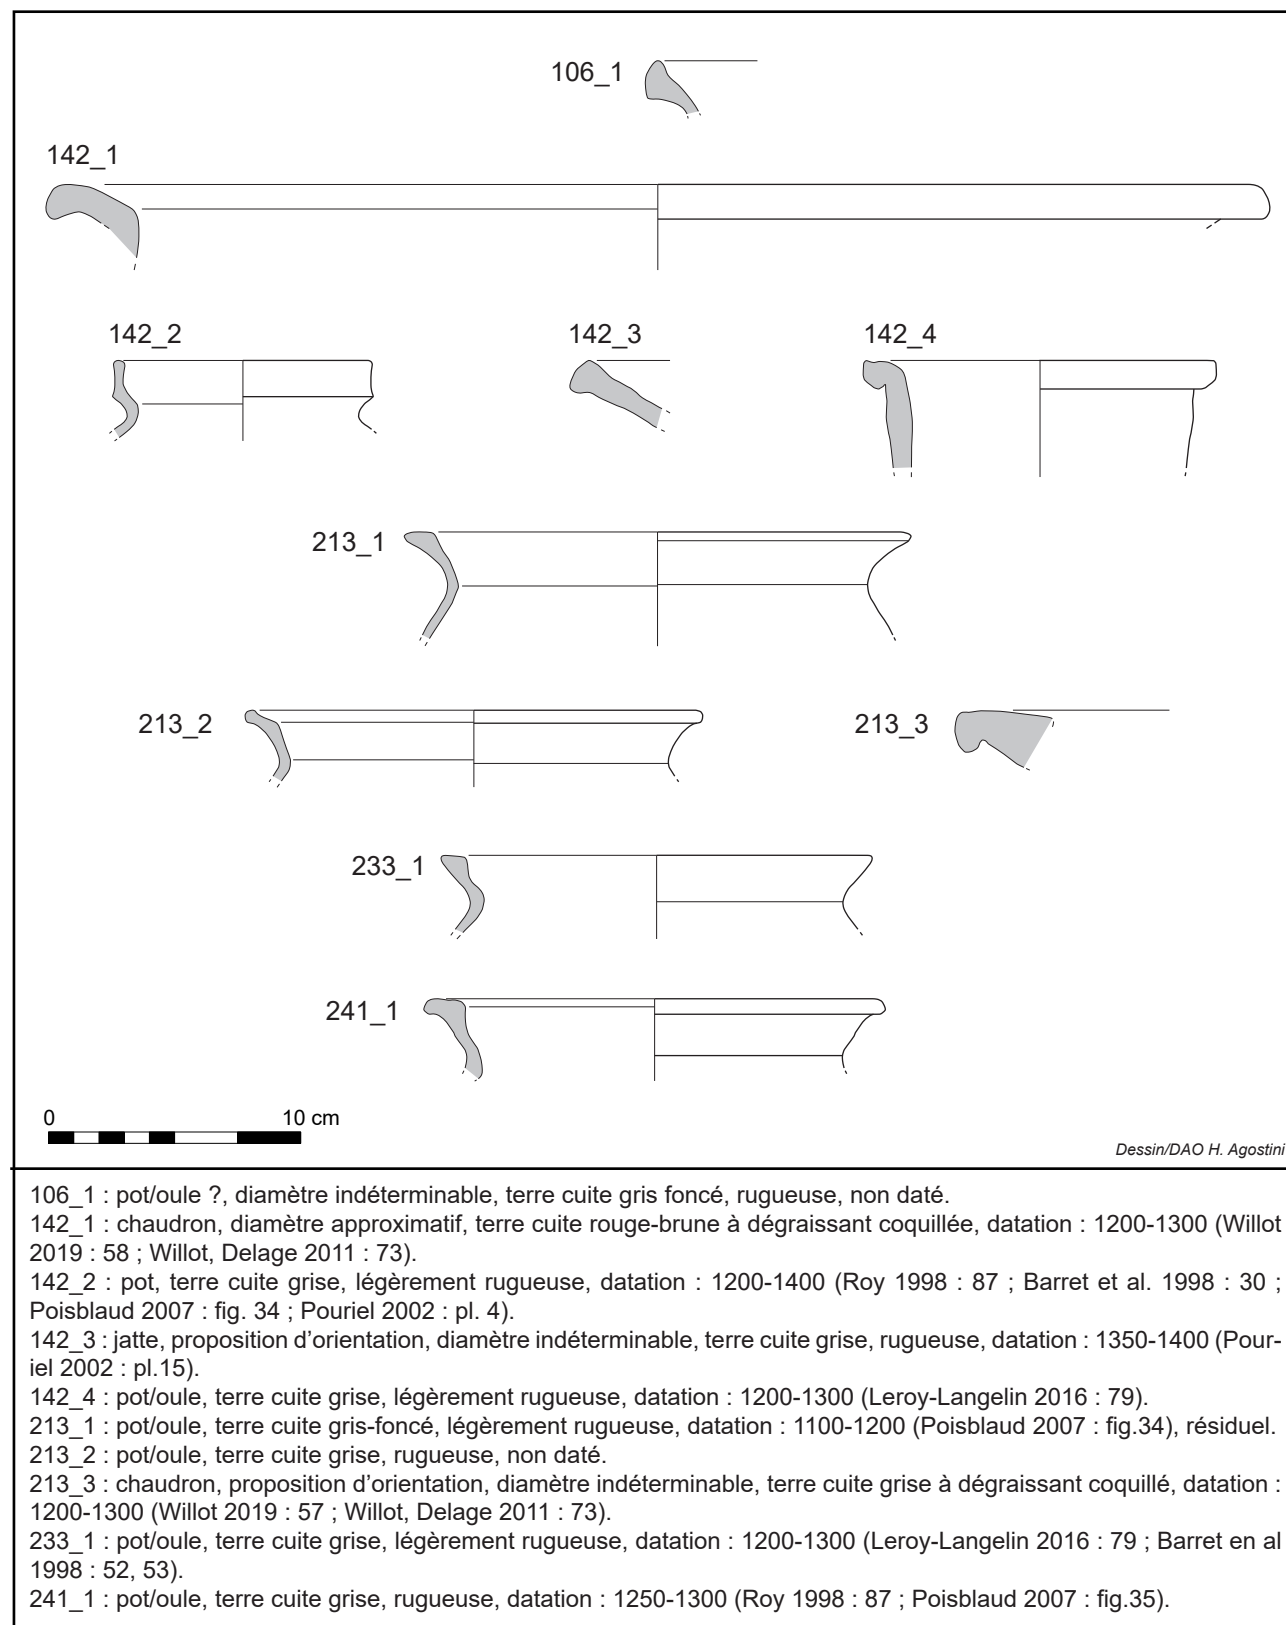 106_1
142_1
142_2
142_3
142_4
213_1
213_2
213_3
233_1
241_1
0 10 cm
Dessin/DAO H. Agostini
106_1 : pot/oule ?, diamètre indéterminable, terre cuite gris foncé, rugueuse, non daté.
142_1 : chaudron, diamètre approximatif, terre cuite rouge-brune à dégraissant coquillée, datation : 1200-1300 (Willot
2019 : 58 ; Willot, Delage 2011 : 73).
142_2 : pot, terre cuite grise, légèrement rugueuse, datation : 1200-1400 (Roy 1998 : 87 ; Barret et al. 1998 : 30 ;
Poisblaud 2007 : fig. 34 ; Pouriel 2002 : pl. 4).
142_3 : jatte, proposition d'orientation, diamètre indéterminable, terre cuite grise, rugueuse, datation : 1350-1400 (Pour-
iel 2002 : pl.15).
142_4 : pot/oule, terre cuite grise, légèrement rugueuse, datation : 1200-1300 (Leroy-Langelin 2016 : 79).
213_1 : pot/oule, terre cuite gris-foncé, légèrement rugueuse, datation : 1100-1200 (Poisblaud 2007 : fig.34), résiduel.
213_2 : pot/oule, terre cuite grise, rugueuse, non daté.
213_3 : chaudron, proposition d'orientation, diamètre indéterminable, terre cuite grise à dégraissant coquillé, datation :
1200-1300 (Willot 2019 : 57 ; Willot, Delage 2011 : 73).
233_1 : pot/oule, terre cuite grise, légèrement rugueuse, datation : 1200-1300 (Leroy-Langelin 2016 : 79 ; Barret en al
1998 : 52, 53).
241_1 : pot/oule, terre cuite grise, rugueuse, datation : 1250-1300 (Roy 1998 : 87 ; Poisblaud 2007 : fig.35).